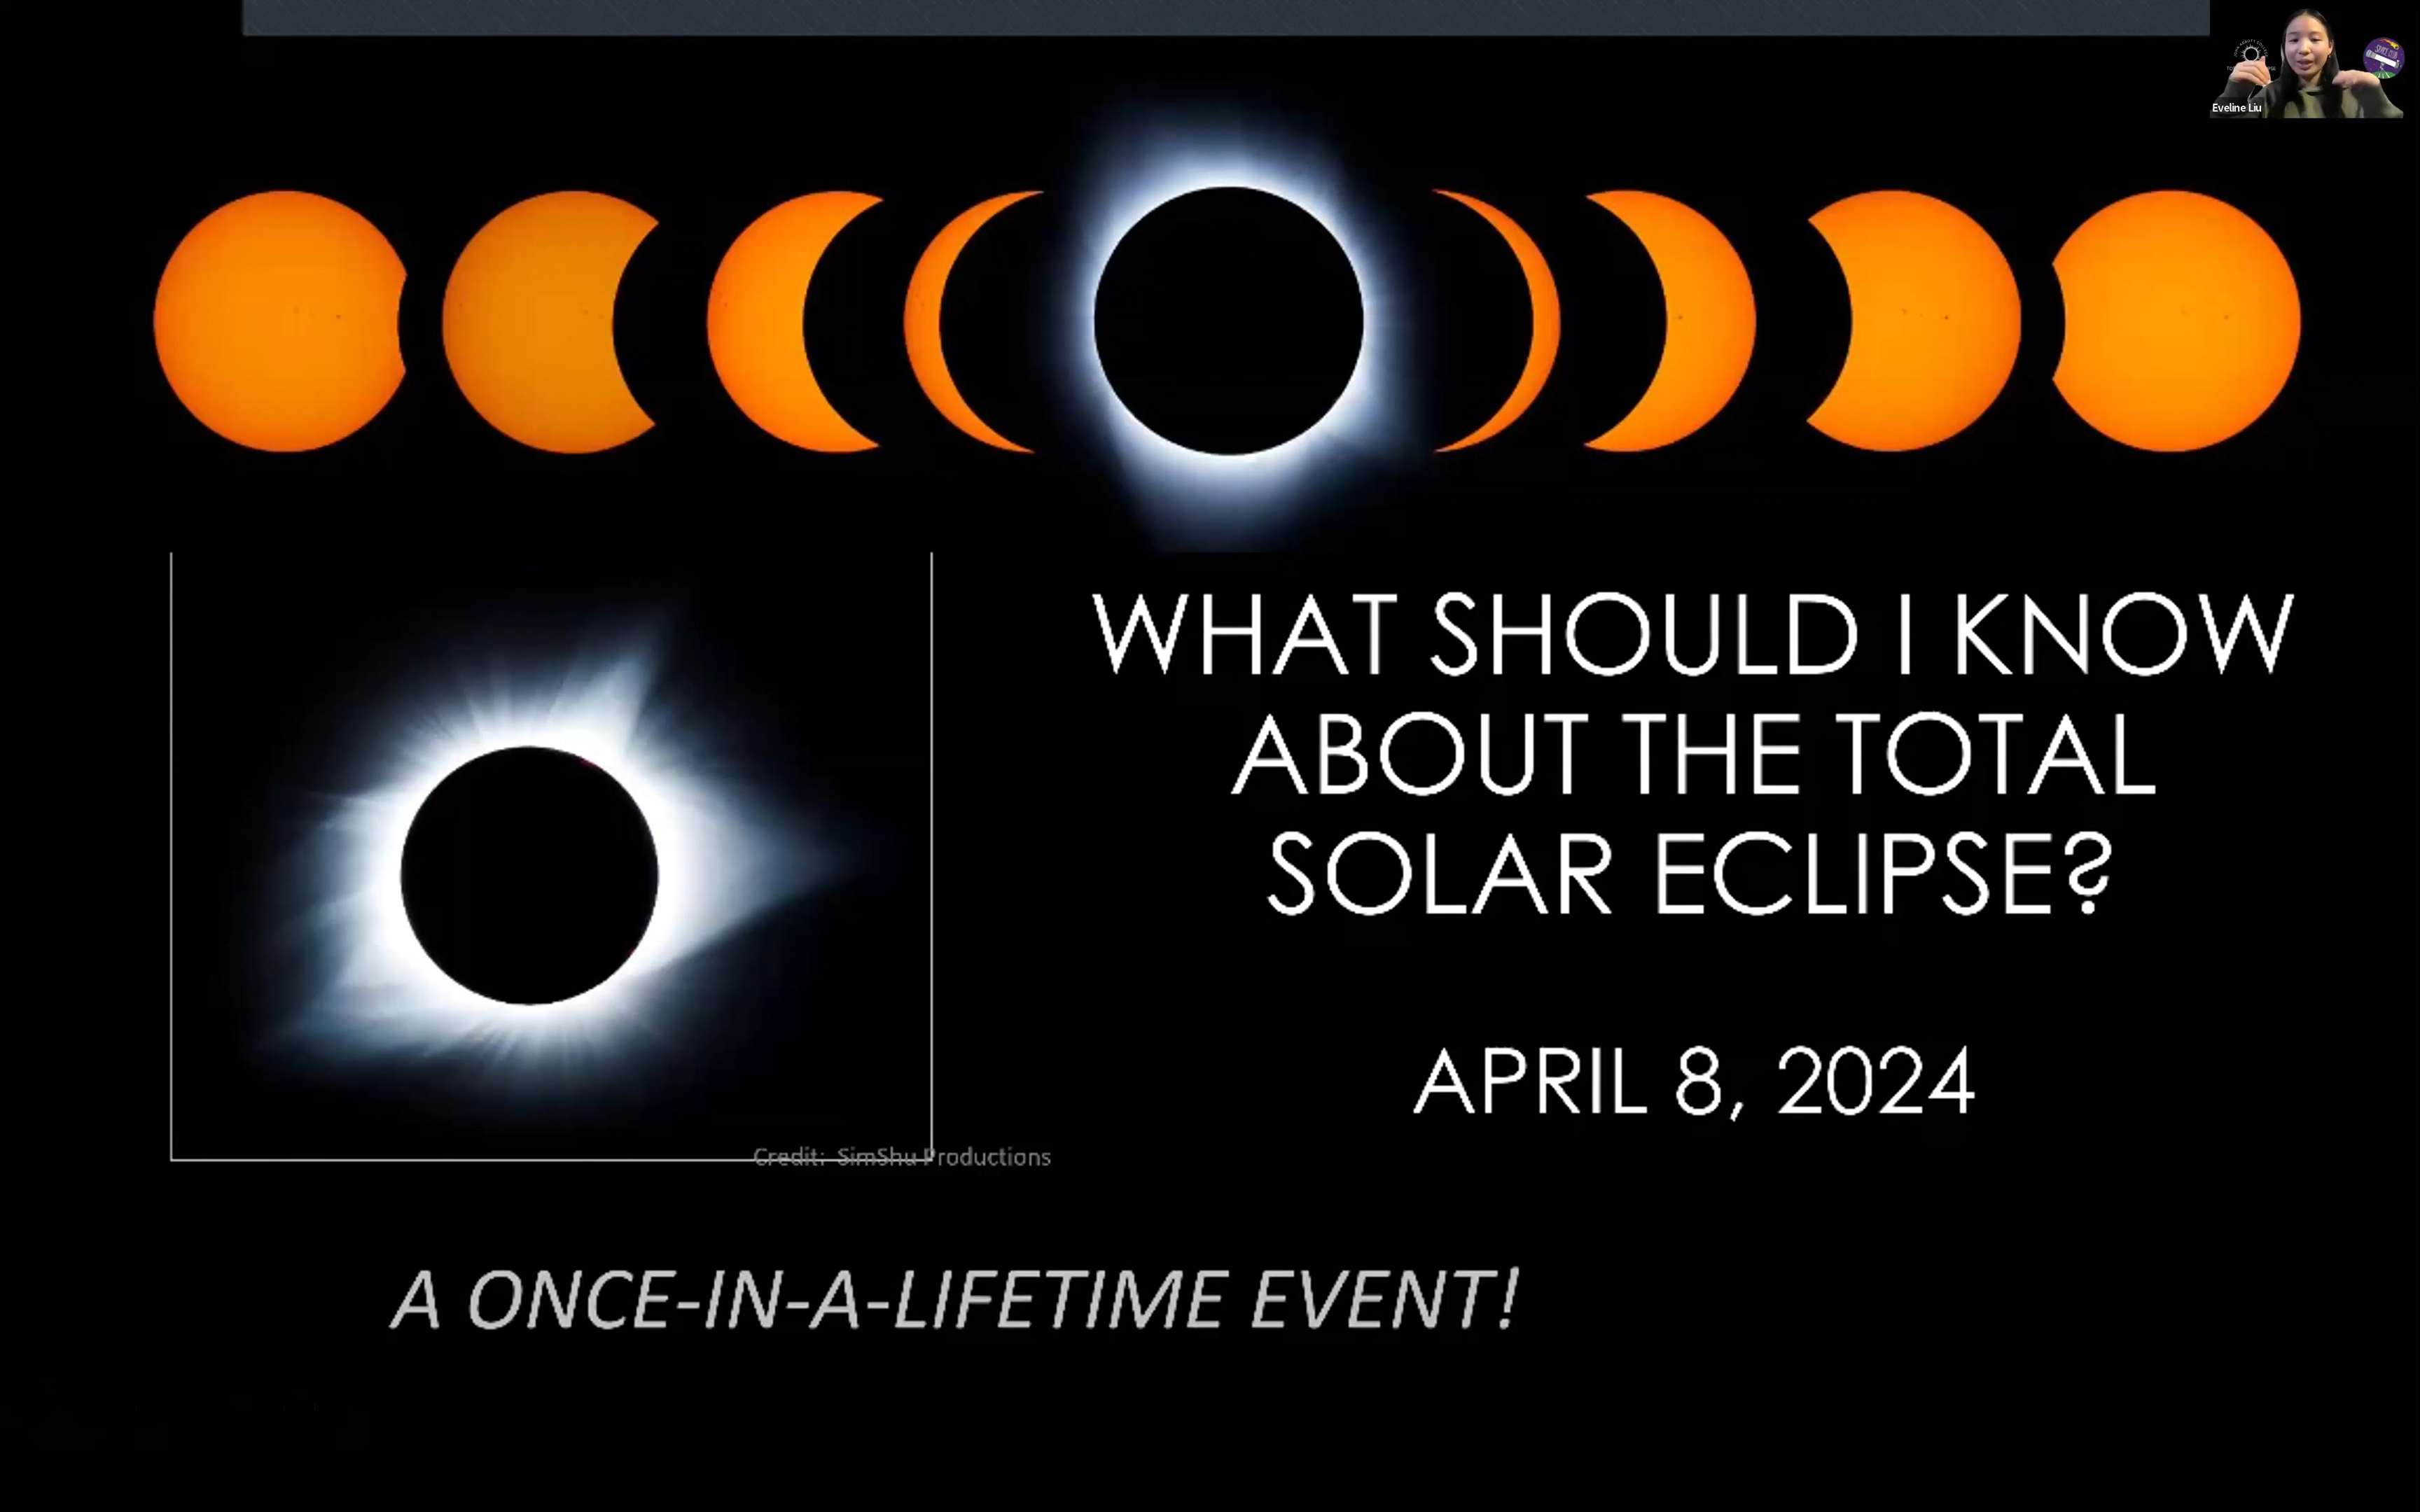 Eveline Liu
WHAT SHOULD I KNOW
ABOUT THE TOTAL
SOLAR ECLIPSE?
APRIL 8, 2024
Credit: SimShu Productions
A ONCE-IN-A-LIFETIME EVENT!